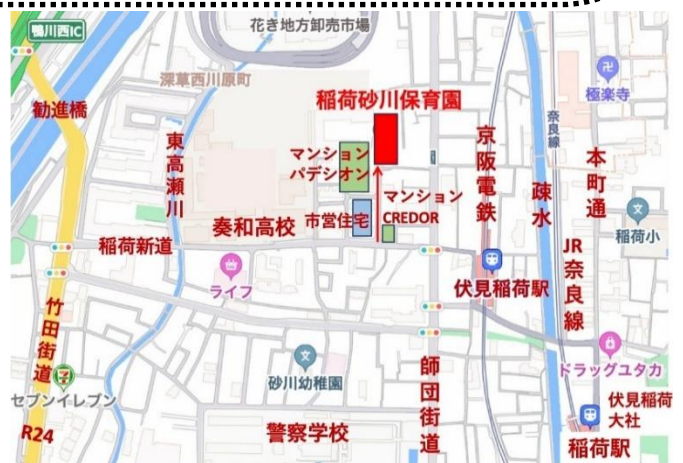 鴨川西IC
花き地方卸売市場
深草西川原町
勧進橋
稲荷砂川保育園
極楽寺
東高瀬川
マンション
パデシオン
京阪電鉄
奈良線
本町通
疏水
マンション
CREDOR
奏和高校
市営住宅
稲荷小
稲荷新道
ライフ
伏見稲荷駅
JR奈良線
竹田街道
師団街道
砂川幼稚園
ドラッグユタカ
セブンイレブン
伏見稲荷
大社
R24
警察学校
稲荷駅